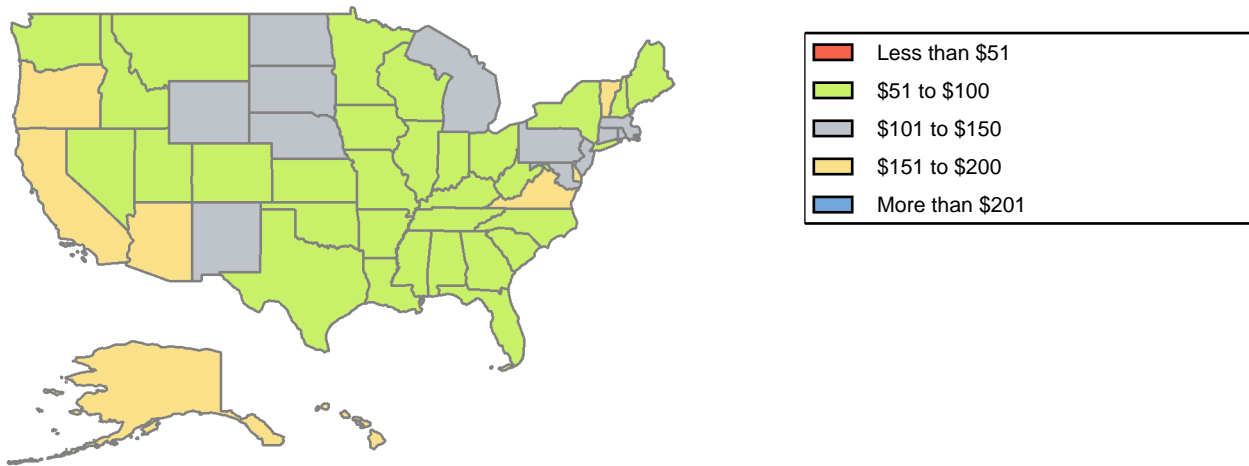 Less than $51
$51 to $100
$101 to $150
$151 to $200
More than $201